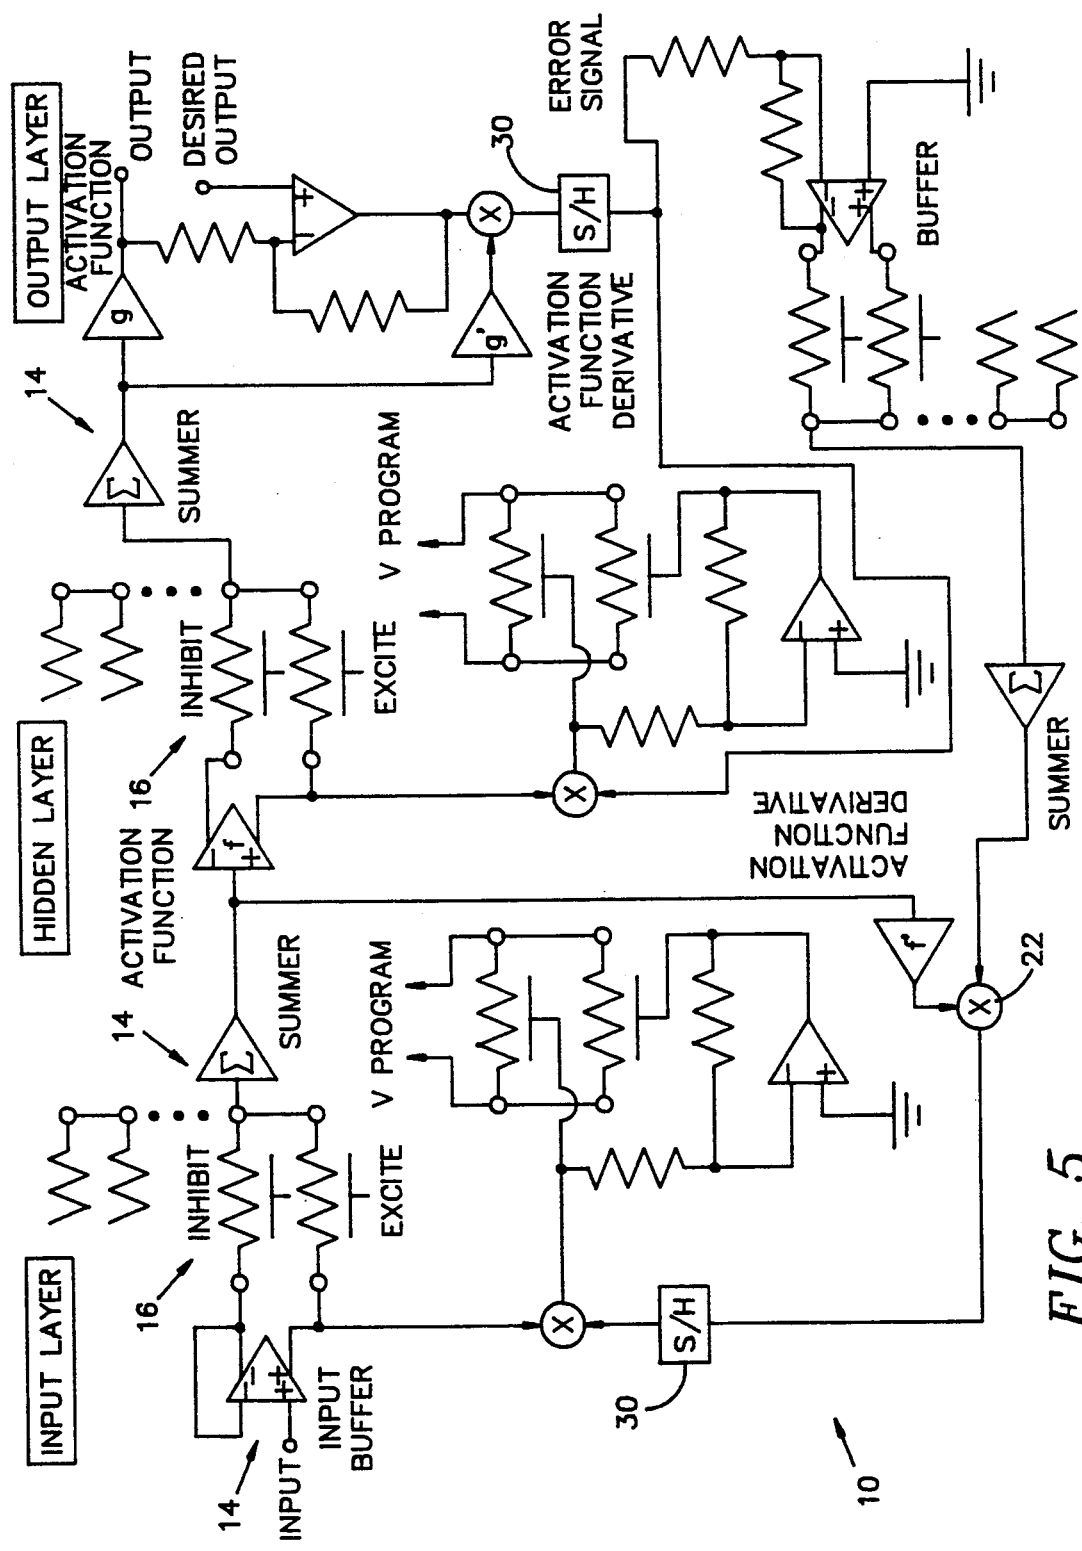 INPUT LAYER
HIDDEN LAYER
OUTPUT LAYER
14
INPUT
INPUT
BUFFER
− −
+ +
16
INHIBIT
EXCITE
14
Σ
SUMMER
ACTIVATION
FUNCTION
−
+
f
16
INHIBIT
EXCITE
14
Σ
SUMMER
g
ACTIVATION
FUNCTION
OUTPUT
DESIRED
OUTPUT
− +
X
g'
30
S/H
ACTIVATION
FUNCTION
DERIVATIVE
ERROR
SIGNAL
V PROGRAM
X
− +
V PROGRAM
X
− +
30
S/H
ACTIVATION
FUNCTION
DERIVATIVE
f'
X
22
Σ
SUMMER
− −
+ +
BUFFER
10
FIG. 5